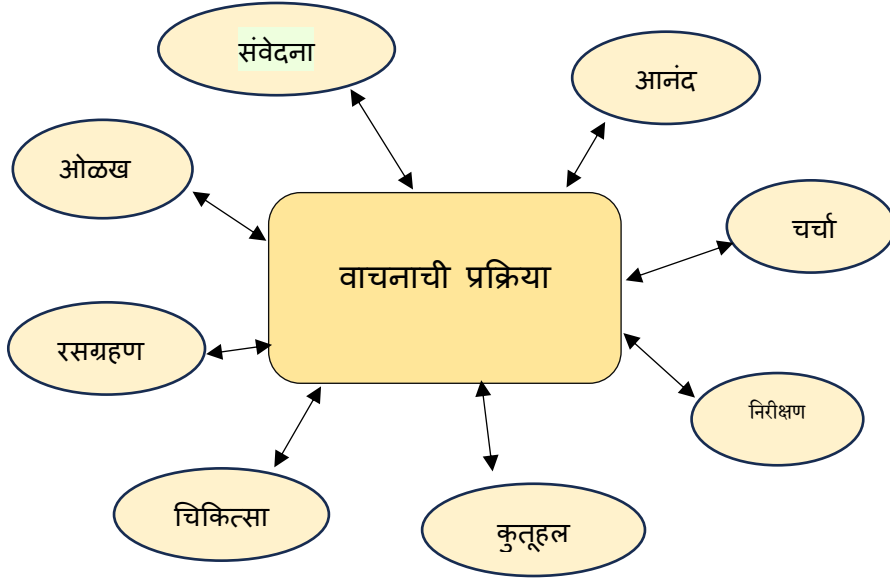 संवेदना
आनंद
ओळख
चर्चा
वाचनाची प्रक्रिया
रसग्रहण
निरीक्षण
चिकित्सा
कुतूहल